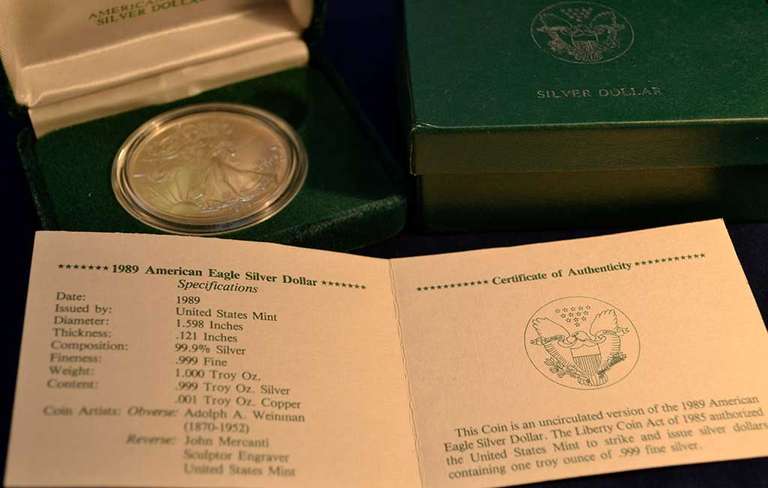 AMERICAN
SILVER DOLLAR
SILVER DOLLAR
******* 1989 American Eagle Silver Dollar *******
Specifications
Date: 1989
Issued by: United States Mint
Diameter: 1.598 Inches
Thickness: .121 Inches
Composition: 99.9% Silver
Fineness: .999 Fine
Weight: 1.000 Troy Oz.
Content: .999 Troy Oz. Silver
.001 Troy Oz. Copper
Coin Artists: Obverse: Adolph A. Weinman
(1870-1952)
Reverse: John Mercanti
Sculptor Engraver
United States Mint
*********** Certificate of Authenticity ***********
This Coin is an uncirculated version of the 1989 American
Eagle Silver Dollar. The Liberty Coin Act of 1985 authorized
the United States Mint to strike and issue silver dollars
containing one troy ounce of .999 fine silver.